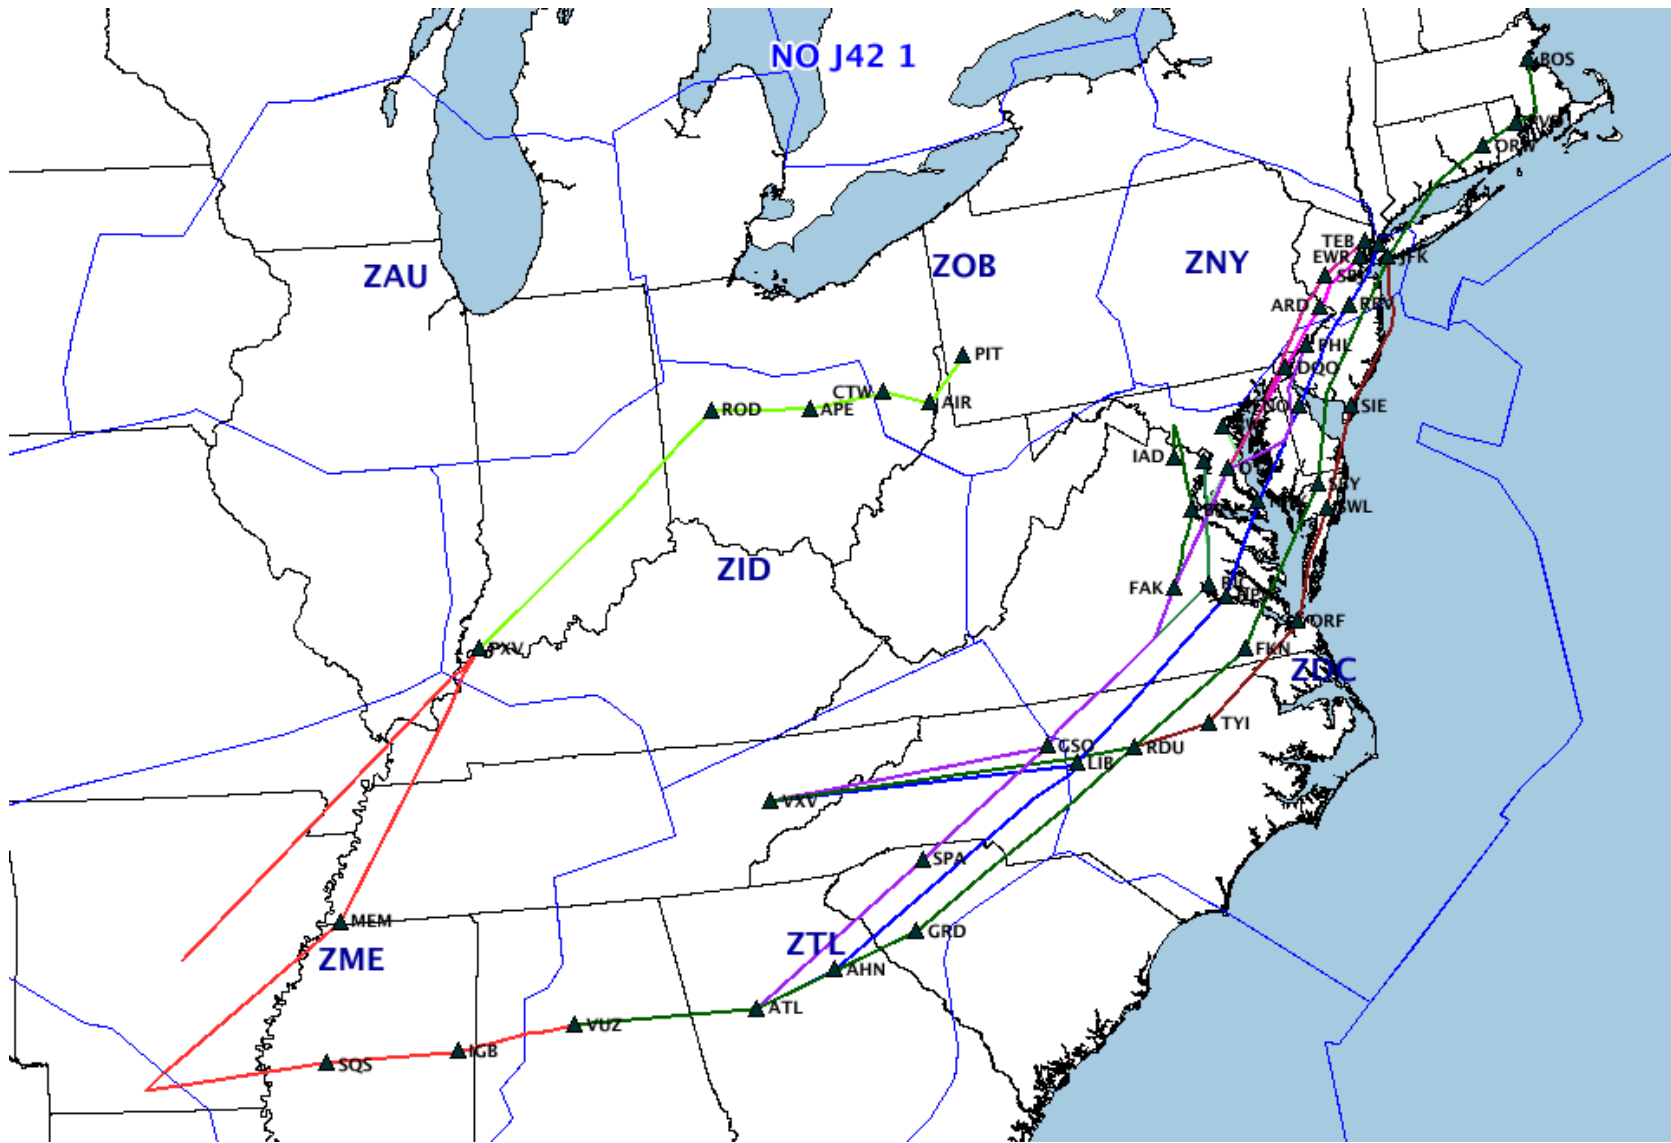 NO J42 1
BOS
ORW
TEB
ZOB
ZNY
EWR
JFK
ZAU
ARD
PHL
PIT
DQO
CTW
ROD
APE
AIR
SIE
IAD
SWL
ZID
FAK
ORF
PXV
FKN
ZDC
TYI
GSO
RDU
LIB
VXV
SPA
MEM
GRD
ZTL
ZME
AHN
ATL
VUZ
IGB
SQS